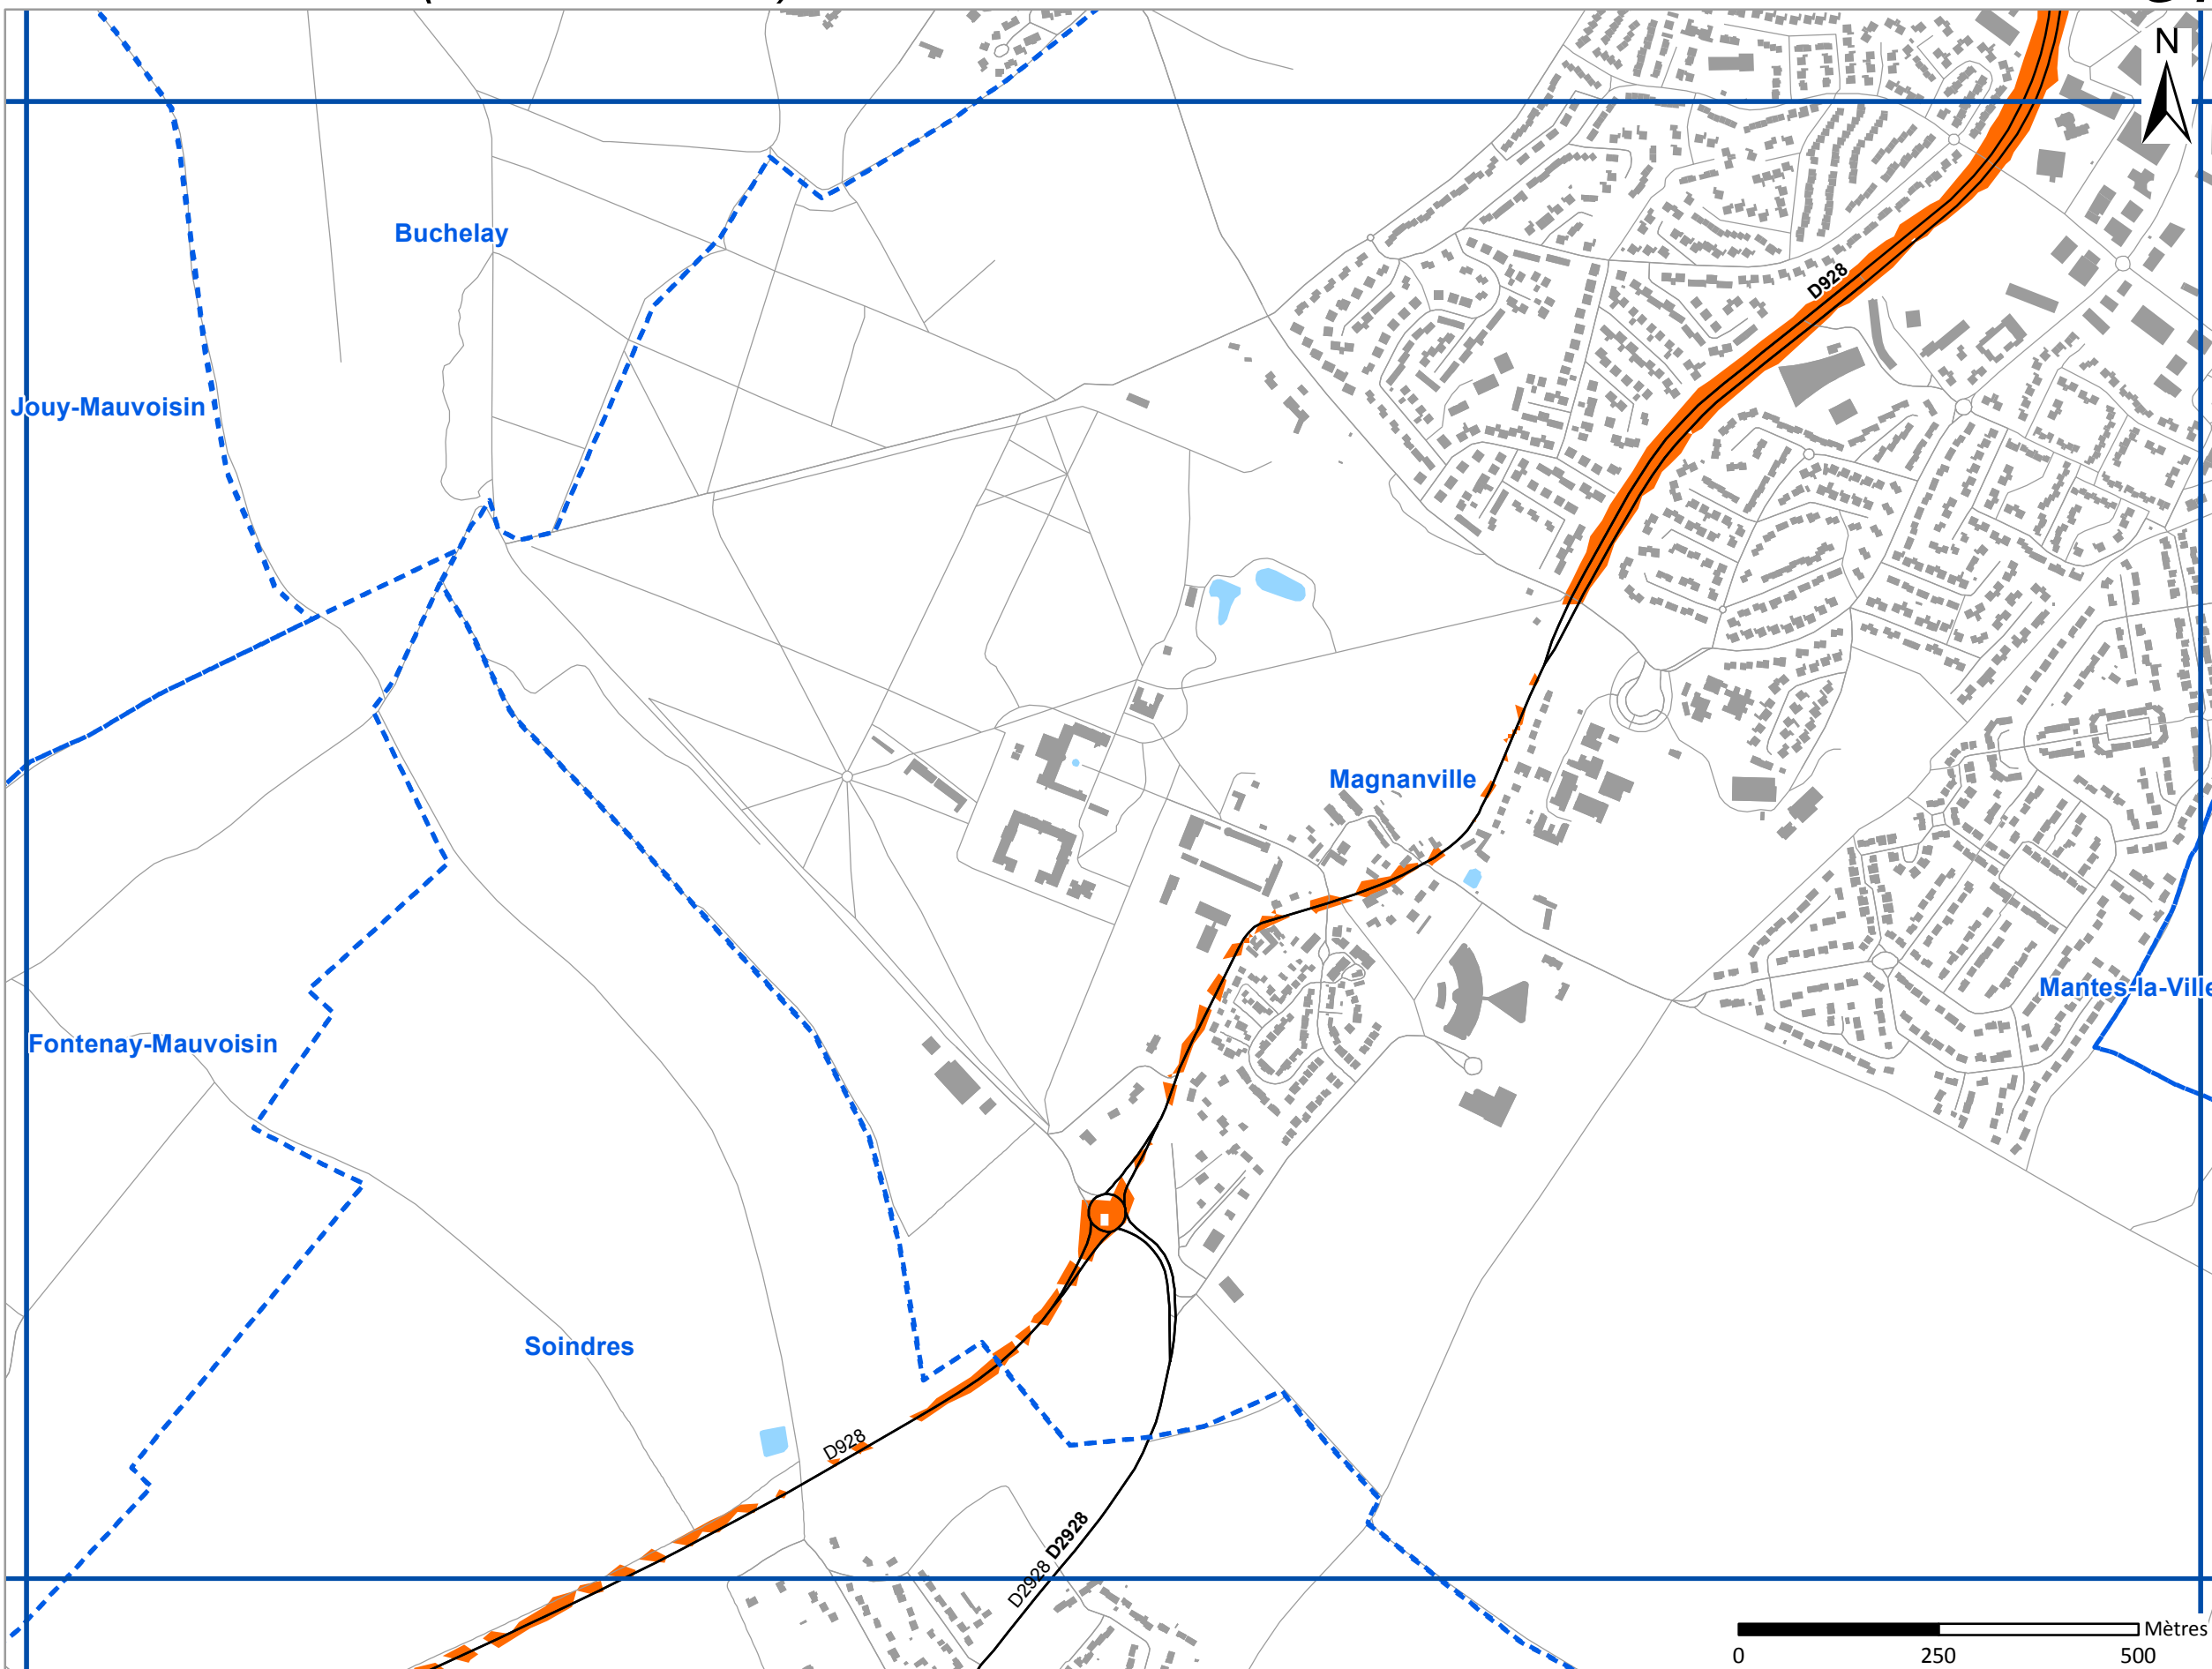 N
Buchelay
D928
Jouy-Mauvoisin
Magnanville
Mantes-la-Ville
Fontenay-Mauvoisin
Soindres
D928
D2928
D2928
Mètres
0 250 500